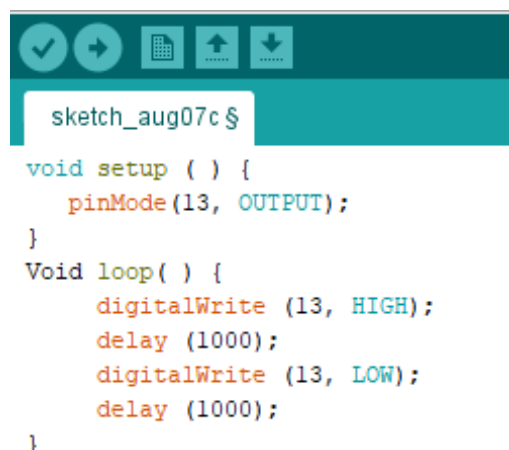 sketch_aug07c §
void setup ( ) {
   pinMode(13, OUTPUT);
}
Void loop( ) {
     digitalWrite (13, HIGH);
     delay (1000);
     digitalWrite (13, LOW);
     delay (1000);
}